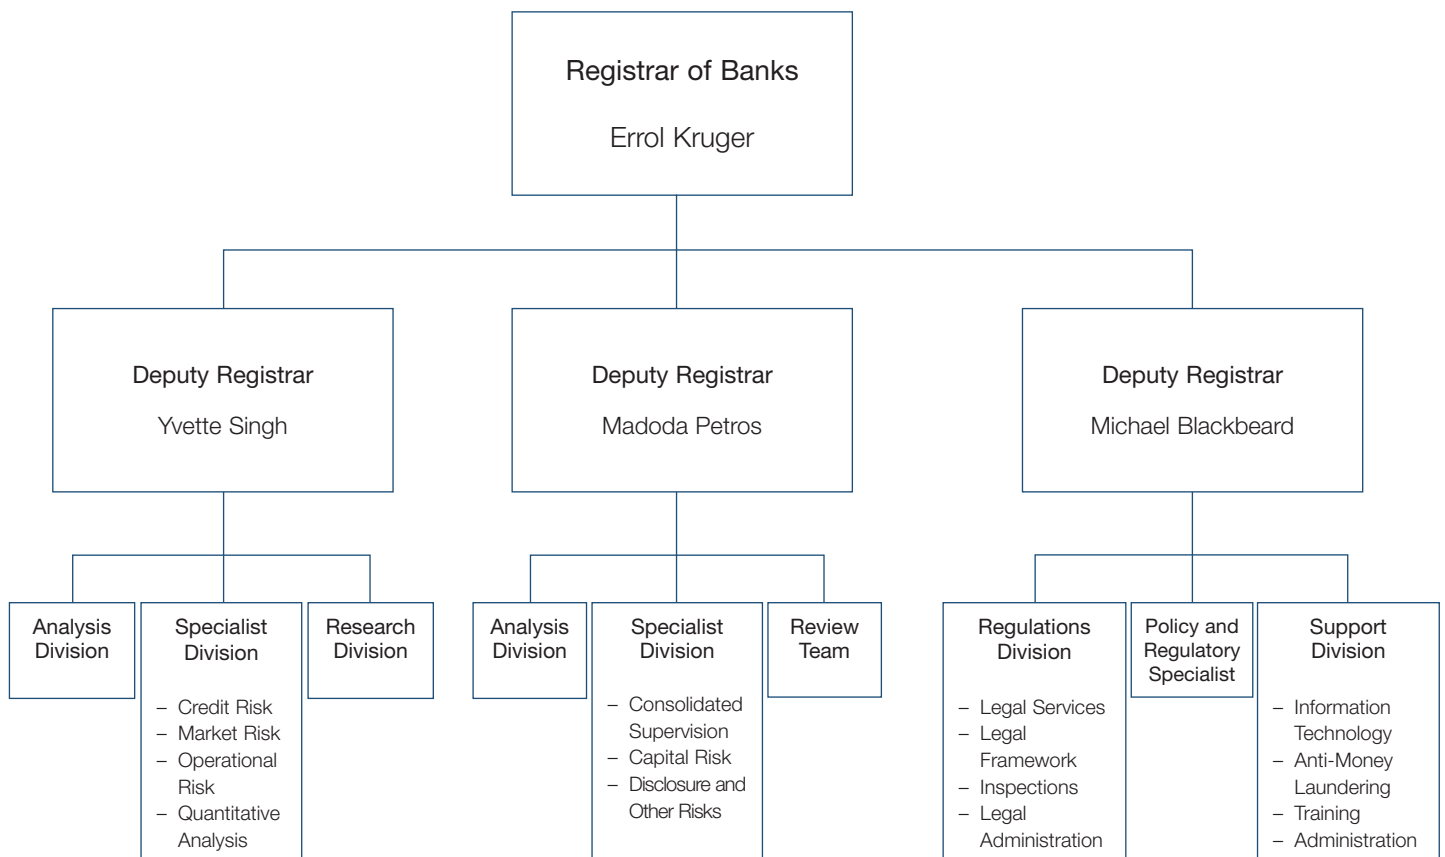 Registrar of Banks
Errol Kruger
Deputy Registrar
Yvette Singh
Deputy Registrar
Madoda Petros
Deputy Registrar
Michael Blackbeard
Analysis
Division
Specialist
Division
– Credit Risk
– Market Risk
– Operational
Risk
– Quantitative
Analysis
Research
Division
Analysis
Division
Specialist
Division
– Consolidated
Supervision
– Capital Risk
– Disclosure and
Other Risks
Review
Team
Regulations
Division
– Legal Services
– Legal
Framework
– Inspections
– Legal
Administration
Policy and
Regulatory
Specialist
Support
Division
– Information
Technology
– Anti-Money
Laundering
– Training
– Administration